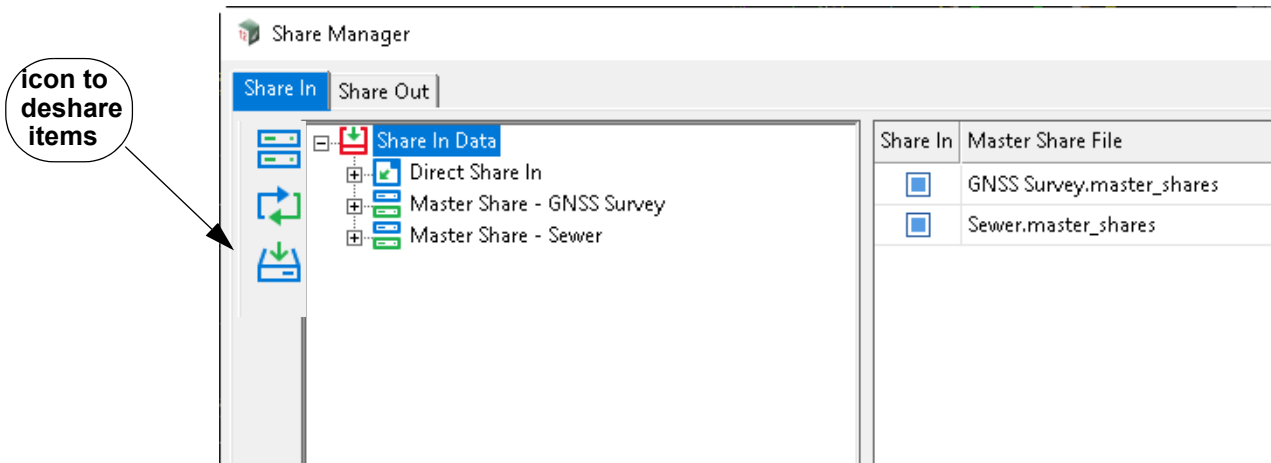 Share Manager
icon to
deshare
items
Share In
Share Out
Share In Data
Direct Share In
Master Share - GNSS Survey
Master Share - Sewer
Share In
Master Share File
GNSS Survey.master_shares
Sewer.master_shares